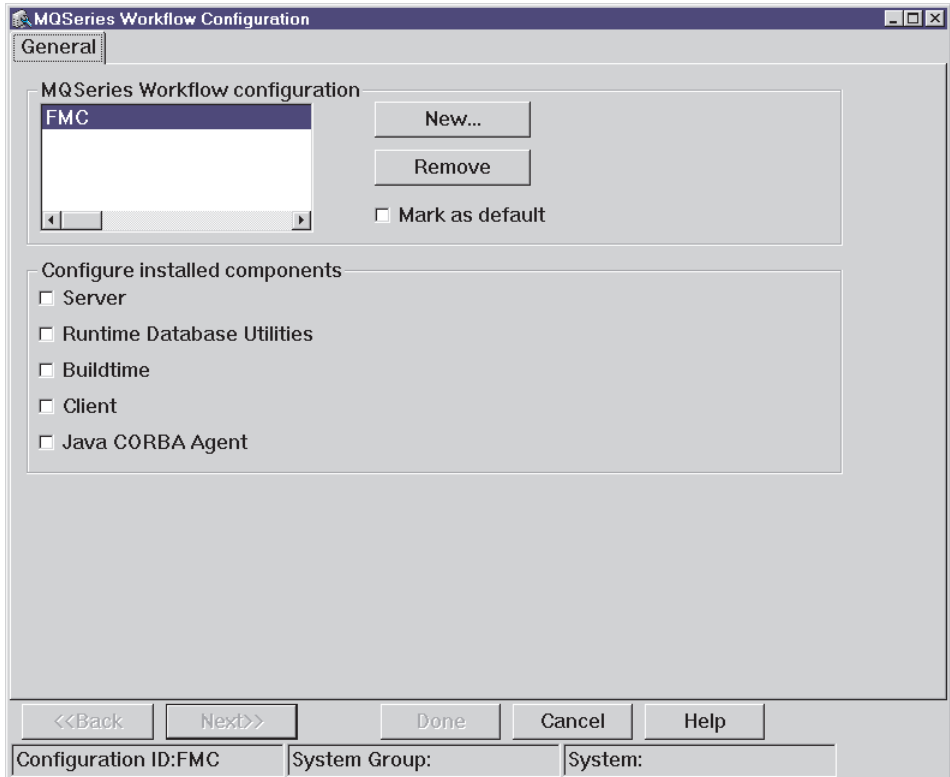 MQSeries Workflow Configuration
General
MQSeries Workflow configuration
FMC
New...
Remove
Mark as default
Configure installed components
Server
Runtime Database Utilities
Buildtime
Client
Java CORBA Agent
<<Back Next>> Done Cancel Help
Configuration ID:FMC System Group: System: